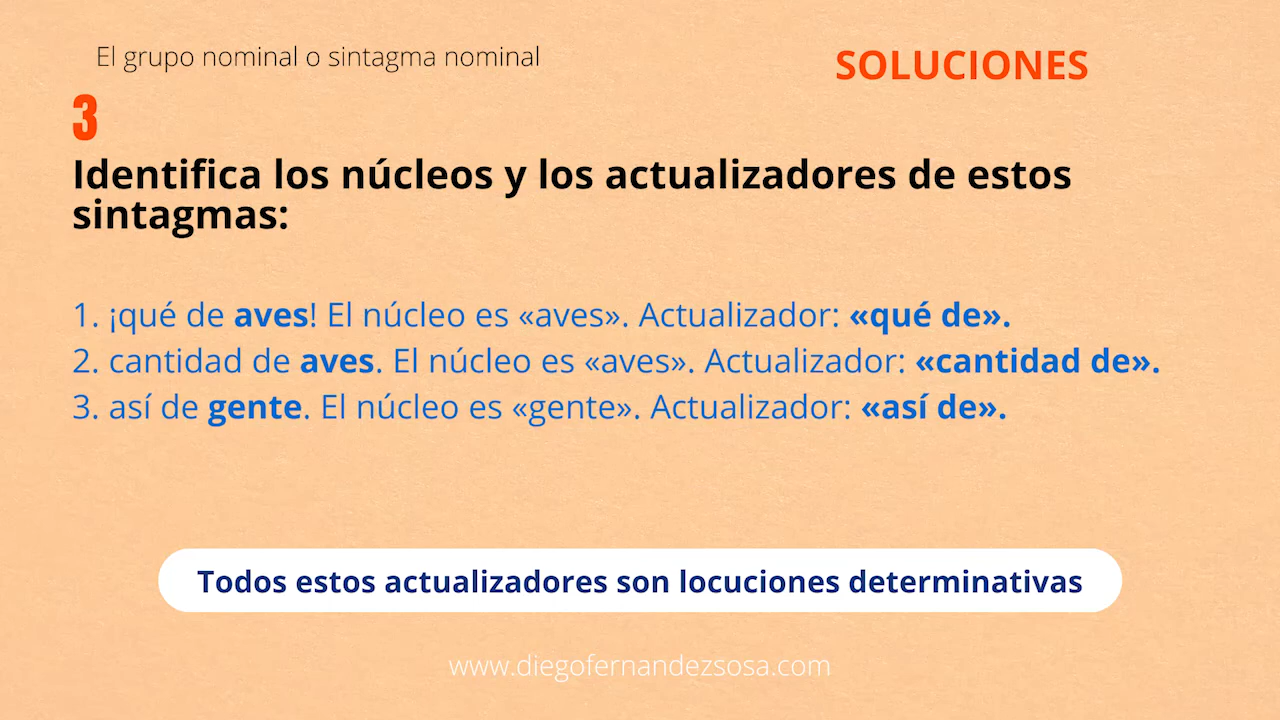 El grupo nominal o sintagma nominal
SOLUCIONES
3
Identifica los núcleos y los actualizadores de estos
sintagmas:
1. ¡qué de aves! El núcleo es «aves». Actualizador: «qué de».
2. cantidad de aves. El núcleo es «aves». Actualizador: «cantidad de».
3. así de gente. El núcleo es «gente». Actualizador: «así de».
Todos estos actualizadores son locuciones determinativas
www.diegofernandezsosa.com